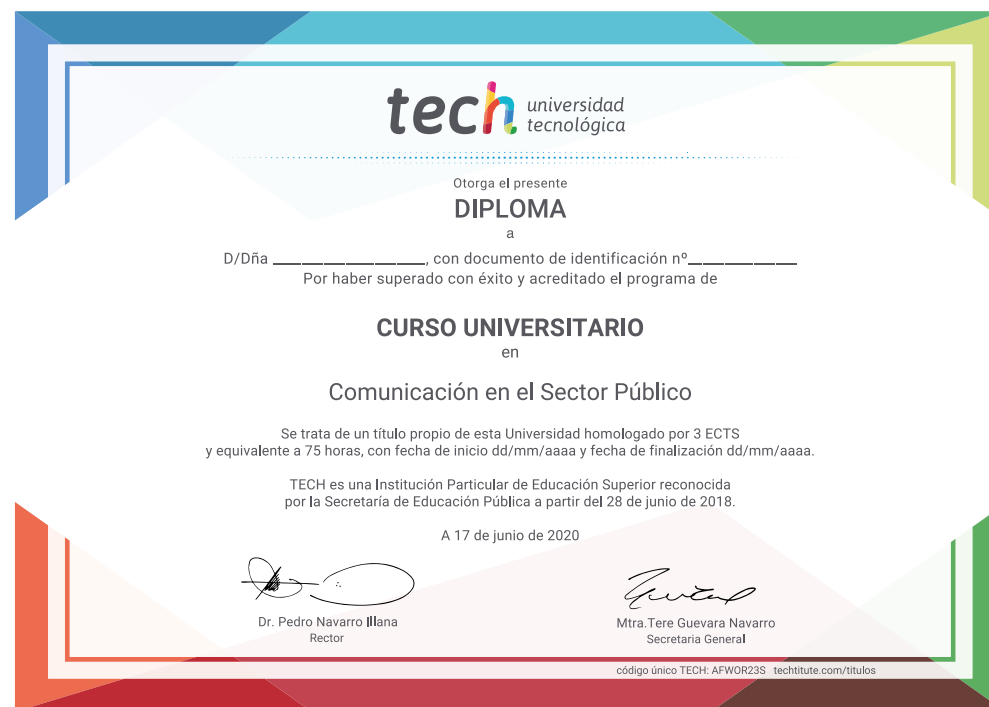 tech universidad
tecnológica
Otorga el presente
DIPLOMA
a
D/Dña __________________, con documento de identificación nº____________
Por haber superado con éxito y acreditado el programa de
CURSO UNIVERSITARIO
en
Comunicación en el Sector Público
Se trata de un título propio de esta Universidad homologado por 3 ECTS
y equivalente a 75 horas, con fecha de inicio dd/mm/aaaa y fecha de finalización dd/mm/aaaa.
TECH es una Institución Particular de Educación Superior reconocida
por la Secretaría de Educación Pública a partir del 28 de junio de 2018.
A 17 de junio de 2020
Dr. Pedro Navarro Illana
Rector
Mtra.Tere Guevara Navarro
Secretaria General
código único TECH: AFWOR23S techtitute.com/titulos